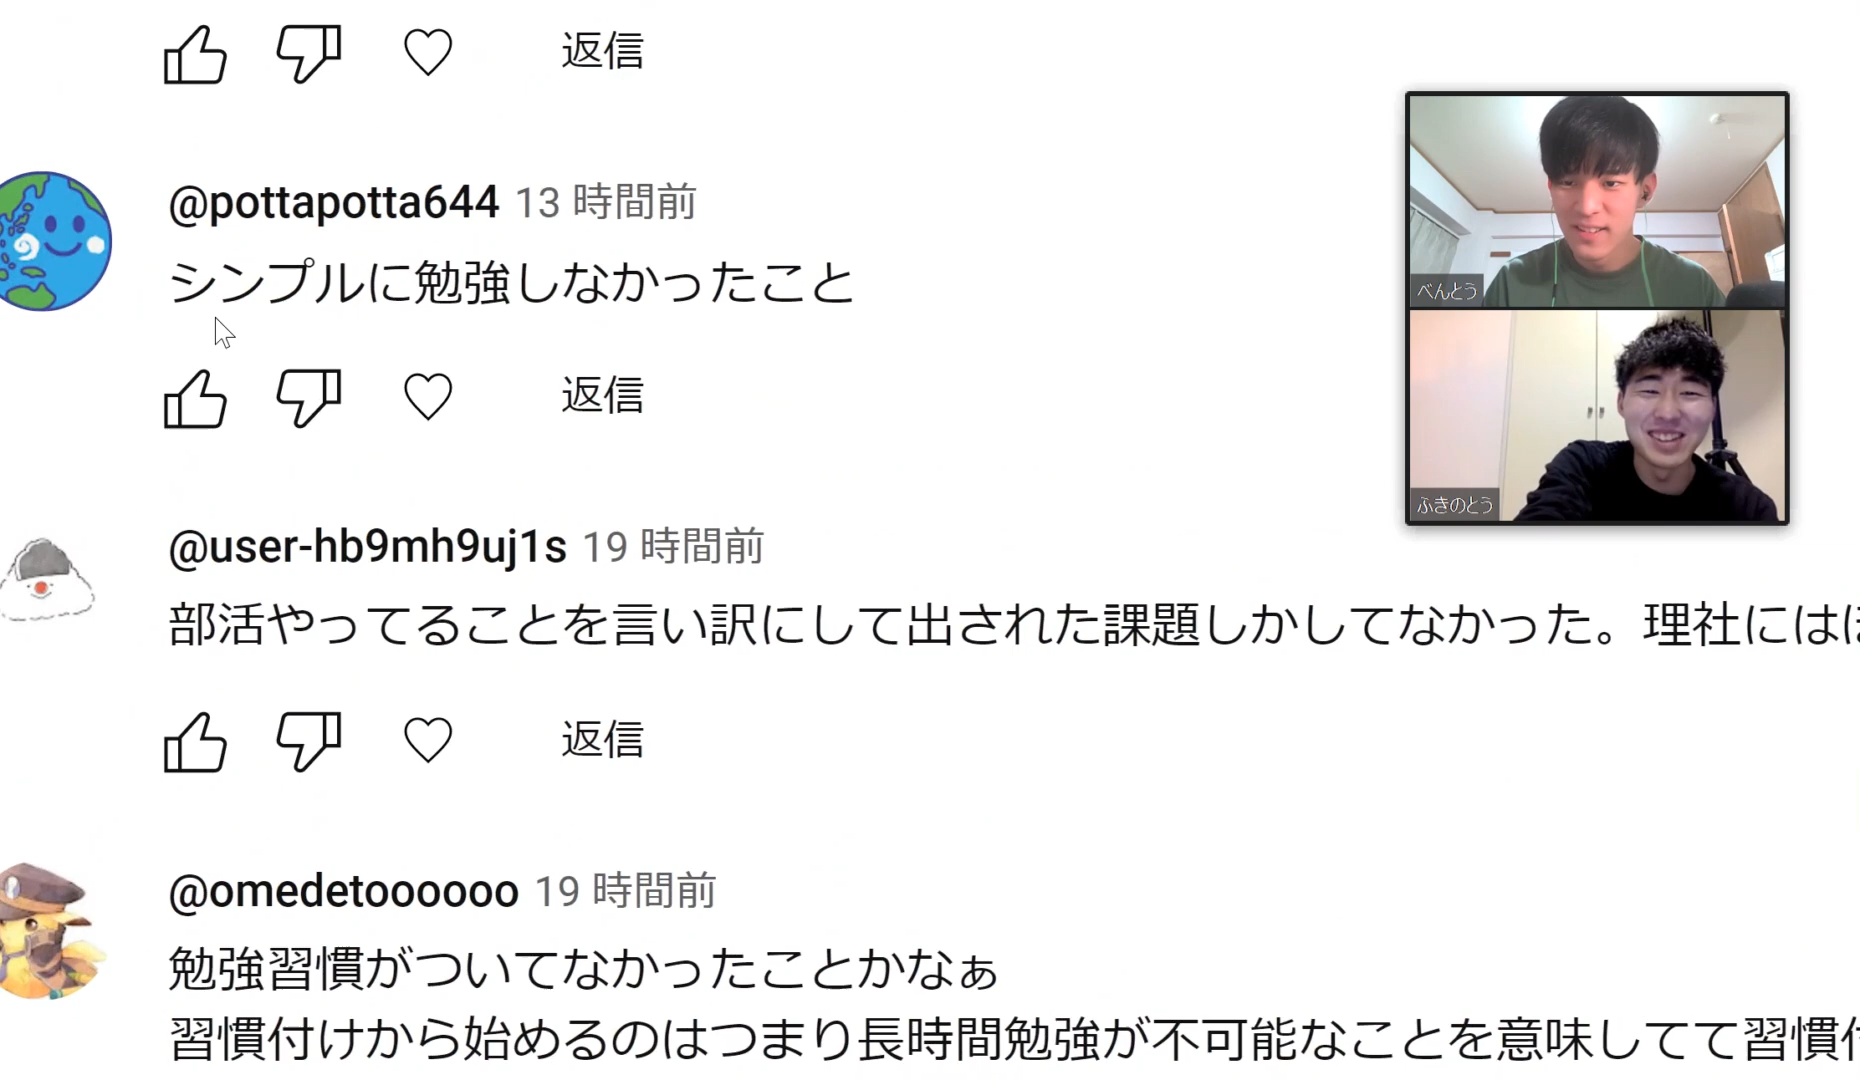 返信
@pottapotta644 13 時間前
シンプルに勉強しなかったこと
返信
べんとう
ふきのとう
@user-hb9mh9uj1s 19 時間前
部活やってることを言い訳にして出された課題しかしてなかった。理社にはほ
返信
@omedetoooooo 19 時間前
勉強習慣がついてなかったことかなぁ
習慣付けから始めるのはつまり長時間勉強が不可能なことを意味してて習慣付